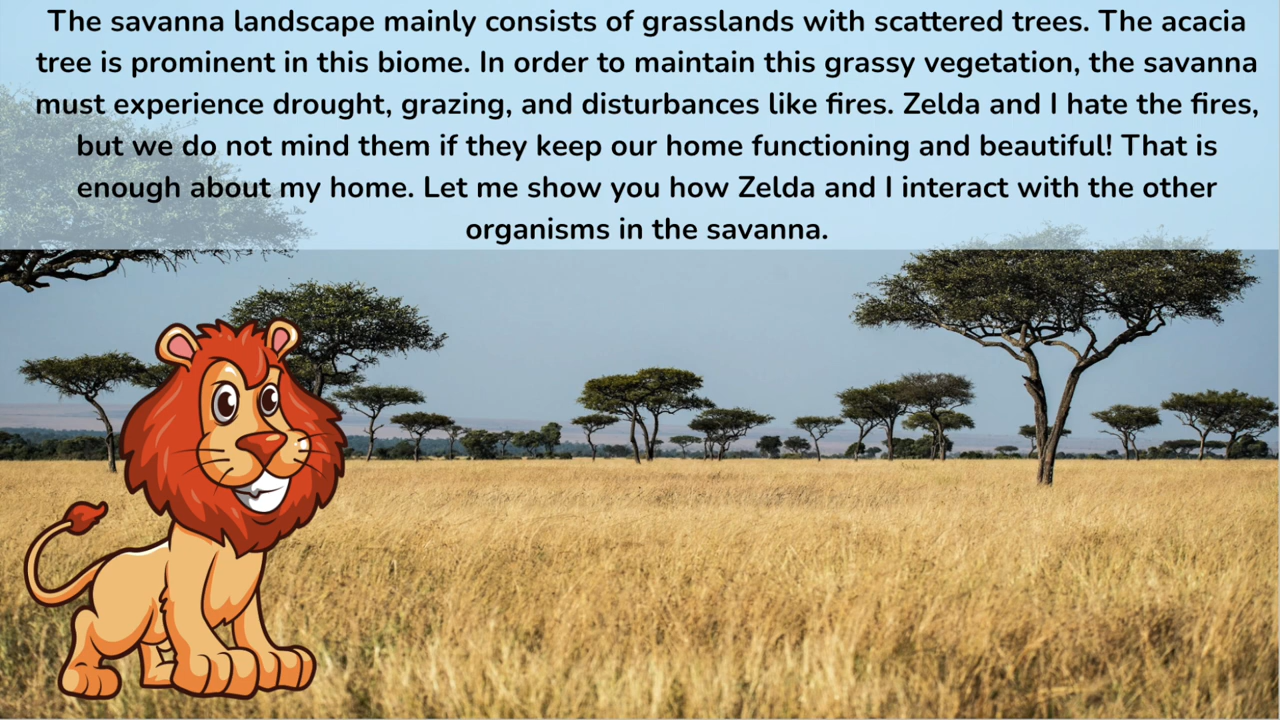 The savanna landscape mainly consists of grasslands with scattered trees. The acacia
tree is prominent in this biome. In order to maintain this grassy vegetation, the savanna
must experience drought, grazing, and disturbances like fires. Zelda and I hate the fires,
but we do not mind them if they keep our home functioning and beautiful! That is
enough about my home. Let me show you how Zelda and I interact with the other
organisms in the savanna.